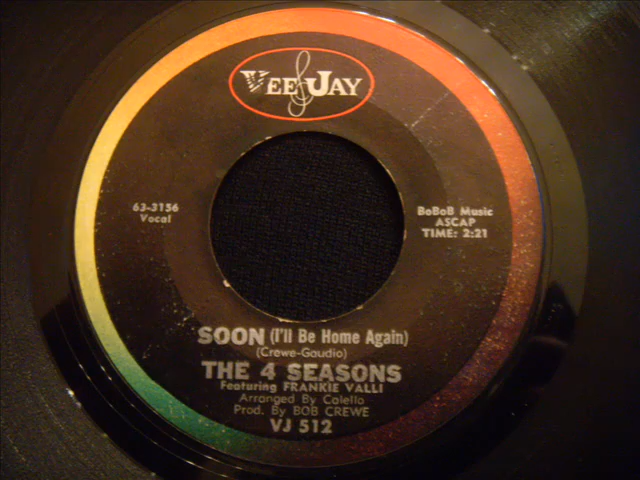 VEE JAY
63-3156
Vocal
BoBoB Music
ASCAP
TIME: 2:21
SOON (I'll Be Home Again)
(Crewe-Gaudio)
THE 4 SEASONS
Featuring FRANKIE VALLI
Arranged By Calello
Prod. By BOB CREWE
VJ 512